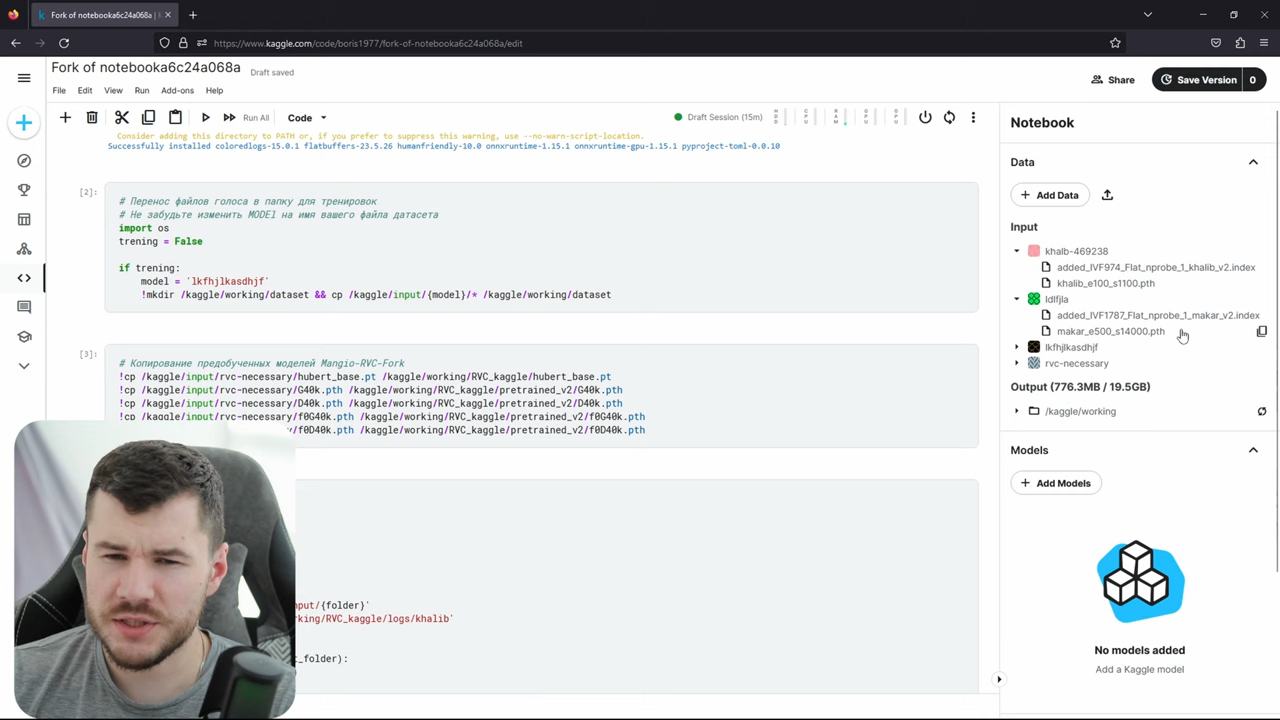 Fork of notebooka6c24a068a |
https://www.kaggle.com/code/boris1977/fork-of-notebooka6c24a068a/edit
Fork of notebooka6c24a068a
Draft saved
File Edit View Run Add-ons Help
Share
Save Version 0
Run All
Code
Draft Session (15m)
Consider adding this directory to PATH or, if you prefer to suppress this warning, use --no-warn-script-location.
Successfully installed coloredlogs-15.0.1 flatbuffers-23.5.26 humanfriendly-10.0 onnxruntime-1.15.1 onnxruntime-gpu-1.15.1 pyproject-toml-0.0.10
[2]:
# Перенос файлов голоса в папку для тренировок
# Не забудьте изменить MODEl на имя вашего файла датасета
import os
trening = False
if trening:
model = 'lkfhjlkasdhjf'
!mkdir /kaggle/working/dataset && cp /kaggle/input/{model}/* /kaggle/working/dataset
[3]:
# Копирование предобученных моделей Mangio-RVC-Fork
!cp /kaggle/input/rvc-necessary/hubert_base.pt /kaggle/working/RVC_kaggle/hubert_base.pt
!cp /kaggle/input/rvc-necessary/G40k.pth /kaggle/working/RVC_kaggle/pretrained_v2/G40k.pth
!cp /kaggle/input/rvc-necessary/D40k.pth /kaggle/working/RVC_kaggle/pretrained_v2/D40k.pth
!cp /kaggle/input/rvc-necessary/f0G40k.pth /kaggle/working/RVC_kaggle/pretrained_v2/f0G40k.pth
/f0D40k.pth /kaggle/working/RVC_kaggle/pretrained_v2/f0D40k.pth
nput/{folder}'
rking/RVC_kaggle/logs/khalib'
c_folder):
Notebook
Data
Add Data
Input
khalb-469238
added_IVF974_Flat_nprobe_1_khalib_v2.index
khalib_e100_s1100.pth
ldlfjla
added_IVF1787_Flat_nprobe_1_makar_v2.index
makar_e500_s14000.pth
lkfhjlkasdhjf
rvc-necessary
Output (776.3MB / 19.5GB)
/kaggle/working
Models
Add Models
No models added
Add a Kaggle model